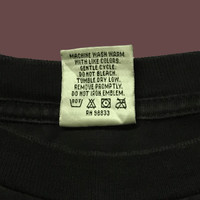 MACHINE WASH WARM,
WITH LIKE COLORS.
GENTLE CYCLE.
DO NOT BLEACH.
TUMBLE DRY LOW.
REMOVE PROMPTLY.
DO NOT IRON EMBLEM.
RN 98833